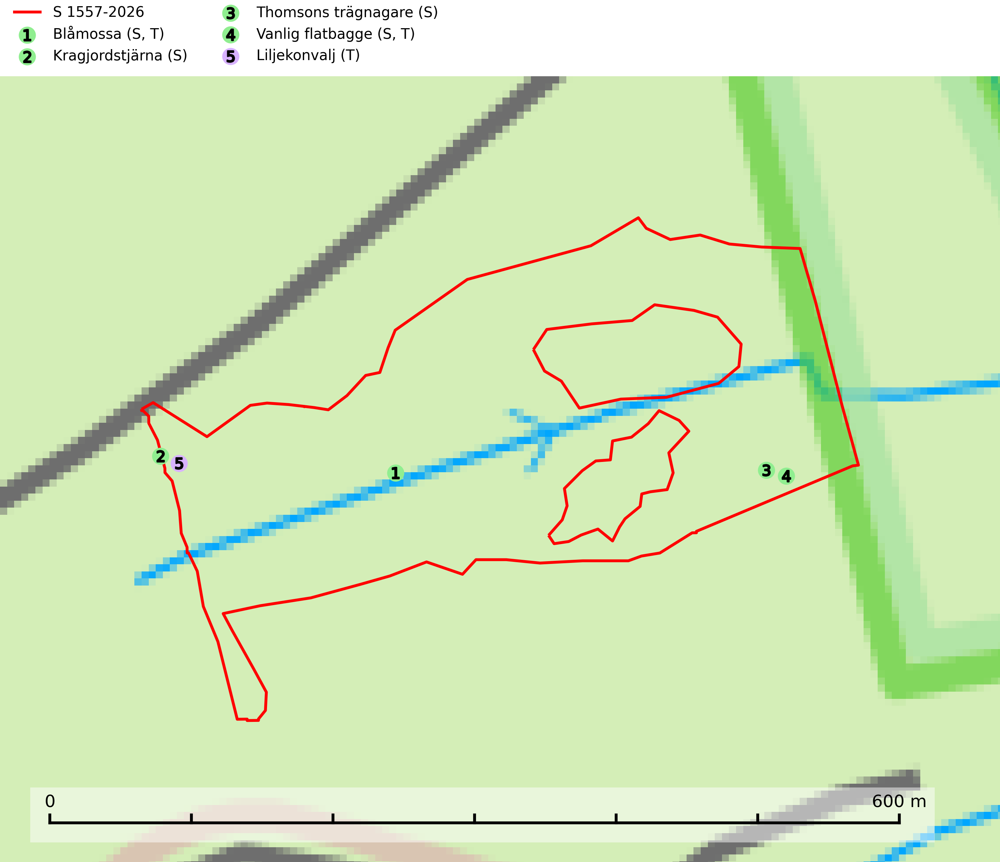 S 1557-2026
1 Blåmossa (S, T)
2 Kragjordstjärna (S)
3 Thomsons trägnagare (S)
4 Vanlig flatbagge (S, T)
5 Liljekonvalj (T)
2 5
1
3 4
0 600 m